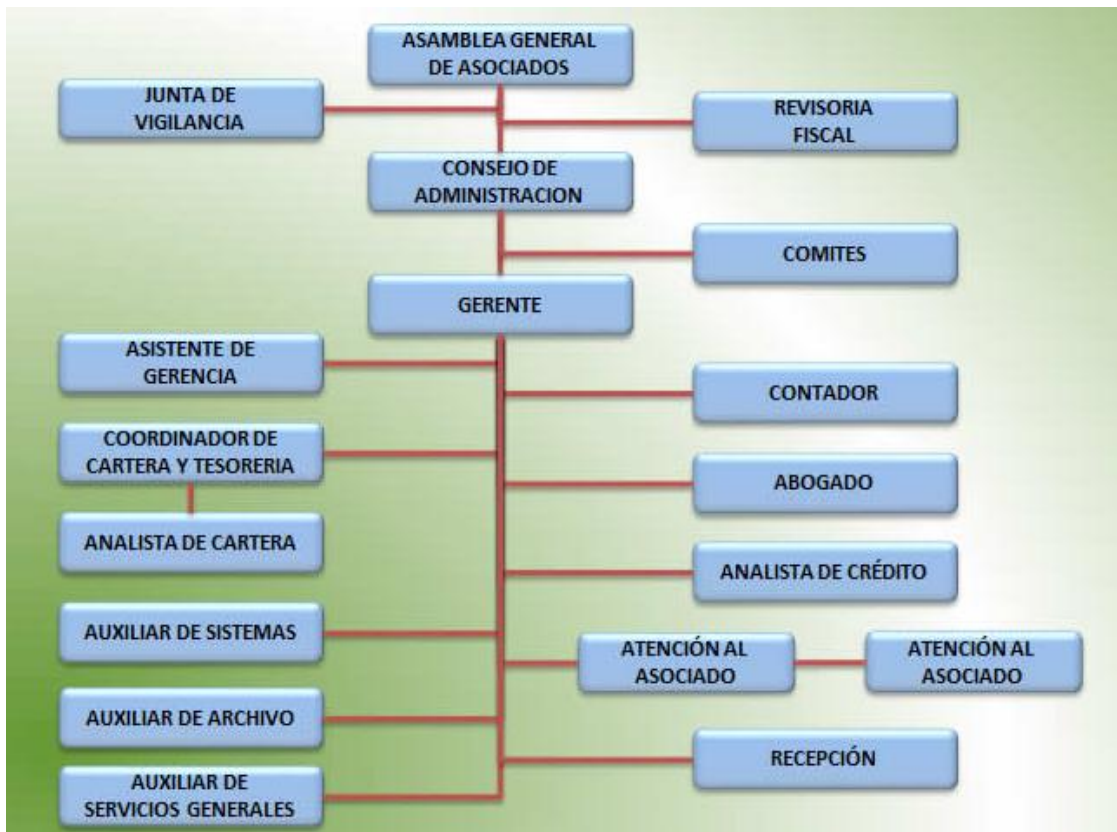 ASAMBLEA GENERAL
DE ASOCIADOS
JUNTA DE
VIGILANCIA
REVISORIA
FISCAL
CONSEJO DE
ADMINISTRACION
COMITES
GERENTE
ASISTENTE DE
GERENCIA
CONTADOR
COORDINADOR DE
CARTERA Y TESORERIA
ABOGADO
ANALISTA DE CARTERA
ANALISTA DE CRÉDITO
AUXILIAR DE SISTEMAS
ATENCIÓN AL
ASOCIADO
ATENCIÓN AL
ASOCIADO
AUXILIAR DE ARCHIVO
RECEPCIÓN
AUXILIAR DE
SERVICIOS GENERALES